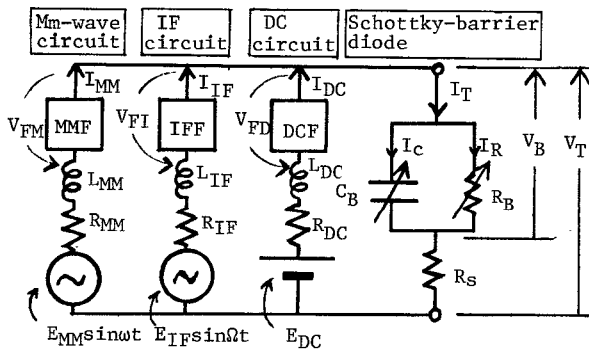 Mm-wave circuit
IF circuit
DC circuit
Schottky-barrier diode
I_MM
I_IF
I_DC
I_T
V_FM
MMF
V_FI
IFF
V_FD
DCF
I_C
I_R
V_B
V_T
L_MM
L_IF
L_DC
C_B
R_B
R_MM
R_IF
R_DC
R_S
E_MM sinωt
E_IF sinΩt
E_DC